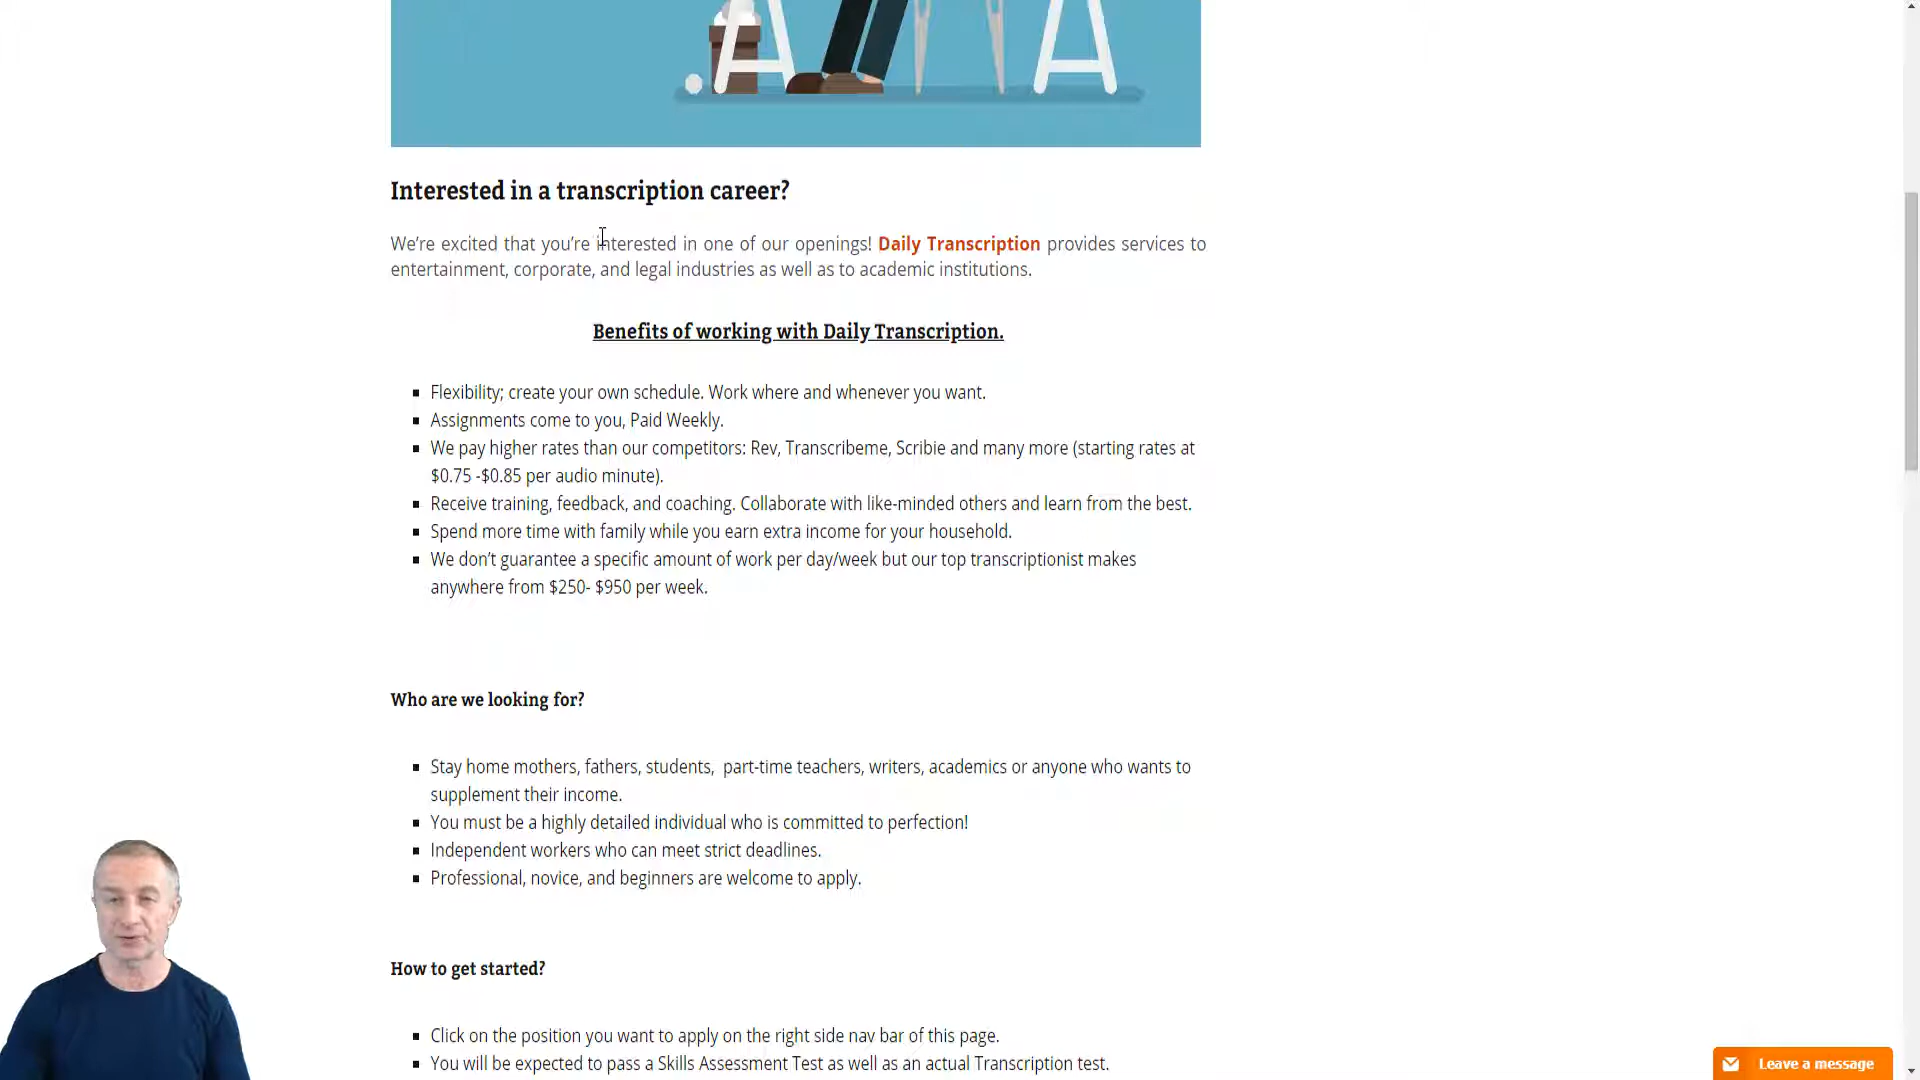 Interested in a transcription career?
We're excited that you're interested in one of our openings! Daily Transcription provides services to
entertainment, corporate, and legal industries as well as to academic institutions.
Benefits of working with Daily Transcription.
Flexibility; create your own schedule. Work where and whenever you want.
Assignments come to you, Paid Weekly.
We pay higher rates than our competitors: Rev, Transcribeme, Scribie and many more (starting rates at
$0.75 -$0.85 per audio minute).
Receive training, feedback, and coaching. Collaborate with like-minded others and learn from the best.
Spend more time with family while you earn extra income for your household.
We don't guarantee a specific amount of work per day/week but our top transcriptionist makes
anywhere from $250- $950 per week.
Who are we looking for?
Stay home mothers, fathers, students,  part-time teachers, writers, academics or anyone who wants to
supplement their income.
You must be a highly detailed individual who is committed to perfection!
Independent workers who can meet strict deadlines.
Professional, novice, and beginners are welcome to apply.
How to get started?
Click on the position you want to apply on the right side nav bar of this page.
You will be expected to pass a Skills Assessment Test as well as an actual Transcription test.
Leave a message